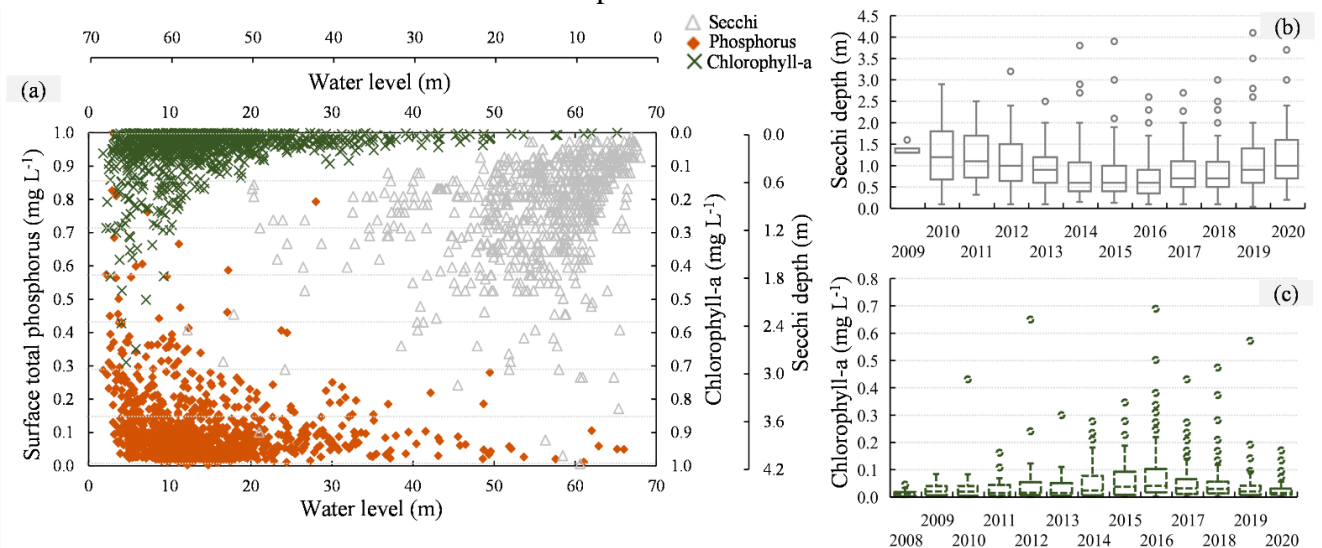 Secchi
Phosphorus
Chlorophyll-a
70 60 50 40 30 20 10 0
Water level (m)
(a)
0 10 20 30 40 50 60 70
Surface total phosphorus (mg L-1)
1.0
0.9
0.8
0.7
0.6
0.5
0.4
0.3
0.2
0.1
0.0
0.0
0.1
0.2
0.3
0.4
0.5
0.6
0.7
0.8
0.9
1.0
Chlorophyll-a (mg L-1)
0.0
0.6
1.2
1.8
2.4
3.0
3.6
4.2
Secchi depth (m)
0 10 20 30 40 50 60 70
Water level (m)
(b)
Secchi depth (m)
4.5
4.0
3.5
3.0
2.5
2.0
1.5
1.0
0.5
0.0
2010 2012 2014 2016 2018 2020
2009 2011 2013 2015 2017 2019
(c)
Chlorophyll-a (mg L-1)
0.8
0.7
0.6
0.5
0.4
0.3
0.2
0.1
0.0
2009 2011 2013 2015 2017 2019
2008 2010 2012 2014 2016 2018 2020